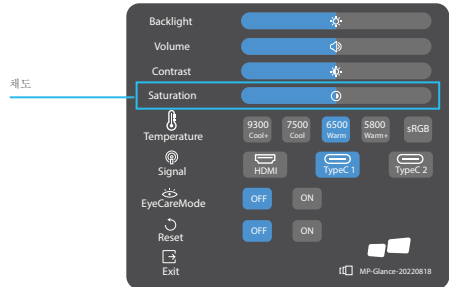 Backlight
Volume
Contrast
채도
Saturation
Temperature
9300 Cool+
7500 Cool
6500 Warm
5800 Warm+
sRGB
Signal
HDMI
TypeC 1
TypeC 2
EyeCareMode
OFF
ON
Reset
OFF
ON
Exit
MP-Glance-20220818